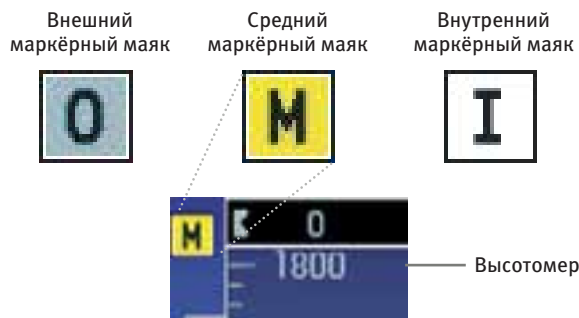 Внешний
маркёрный маяк
Средний
маркёрный маяк
Внутренний
маркёрный маяк
O
M
I
M
0
1800
Высотомер